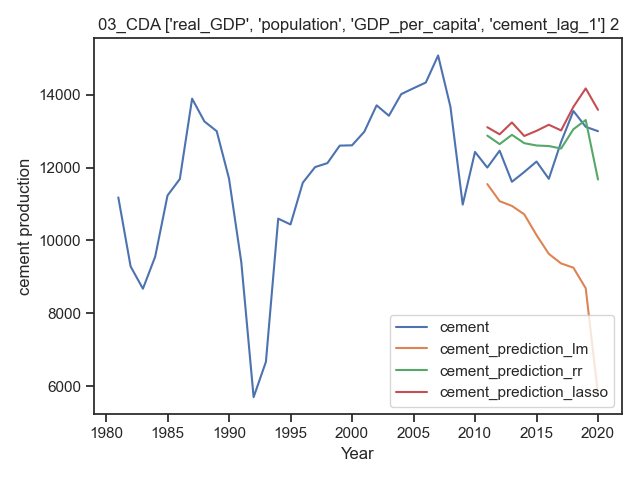 03_CDA ['real_GDP', 'population', 'GDP_per_capita', 'cement_lag_1'] 2
cement production
14000
12000
10000
8000
6000
cement
cement_prediction_lm
cement_prediction_rr
cement_prediction_lasso
1980 1985 1990 1995 2000 2005 2010 2015 2020
Year